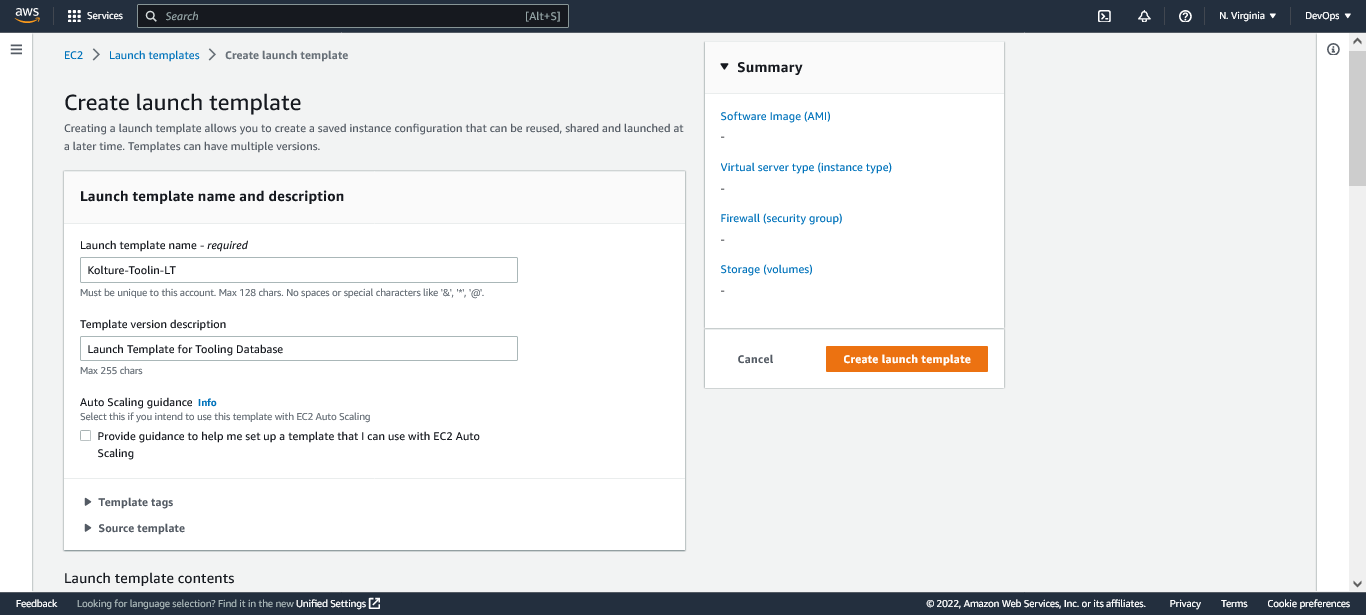 aws
Services
Search
[Alt+S]
N. Virginia
DevOps
EC2
Launch templates
Create launch template
Create launch template
Creating a launch template allows you to create a saved instance configuration that can be reused, shared and launched at
a later time. Templates can have multiple versions.
Launch template name and description
Launch template name - required
Kolture-Toolin-LT
Must be unique to this account. Max 128 chars. No spaces or special characters like '&', '*', '@'.
Template version description
Launch Template for Tooling Database
Max 255 chars
Auto Scaling guidance Info
Select this if you intend to use this template with EC2 Auto Scaling
Provide guidance to help me set up a template that I can use with EC2 Auto
Scaling
Template tags
Source template
Launch template contents
Summary
Software Image (AMI)
-
Virtual server type (instance type)
-
Firewall (security group)
-
Storage (volumes)
-
Cancel
Create launch template
Feedback
Looking for language selection? Find it in the new Unified Settings
© 2022, Amazon Web Services, Inc. or its affiliates.
Privacy
Terms
Cookie preferences